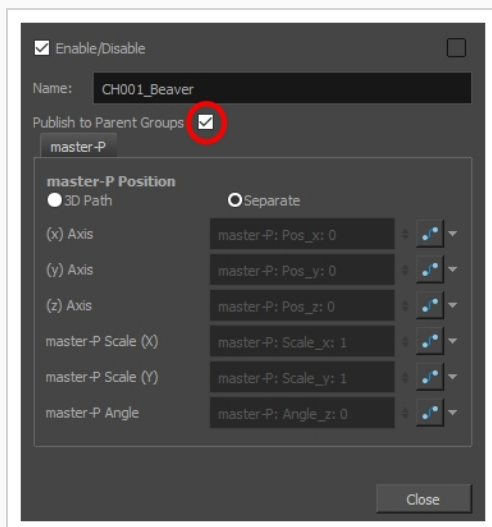 Enable/Disable
Name: CH001_Beaver
Publish to Parent Groups
master-P
master-P Position
3D Path Separate
(x) Axis master-P: Pos_x: 0
(y) Axis master-P: Pos_y: 0
(z) Axis master-P: Pos_z: 0
master-P Scale (X) master-P: Scale_x: 1
master-P Scale (Y) master-P: Scale_y: 1
master-P Angle master-P: Angle_z: 0
Close